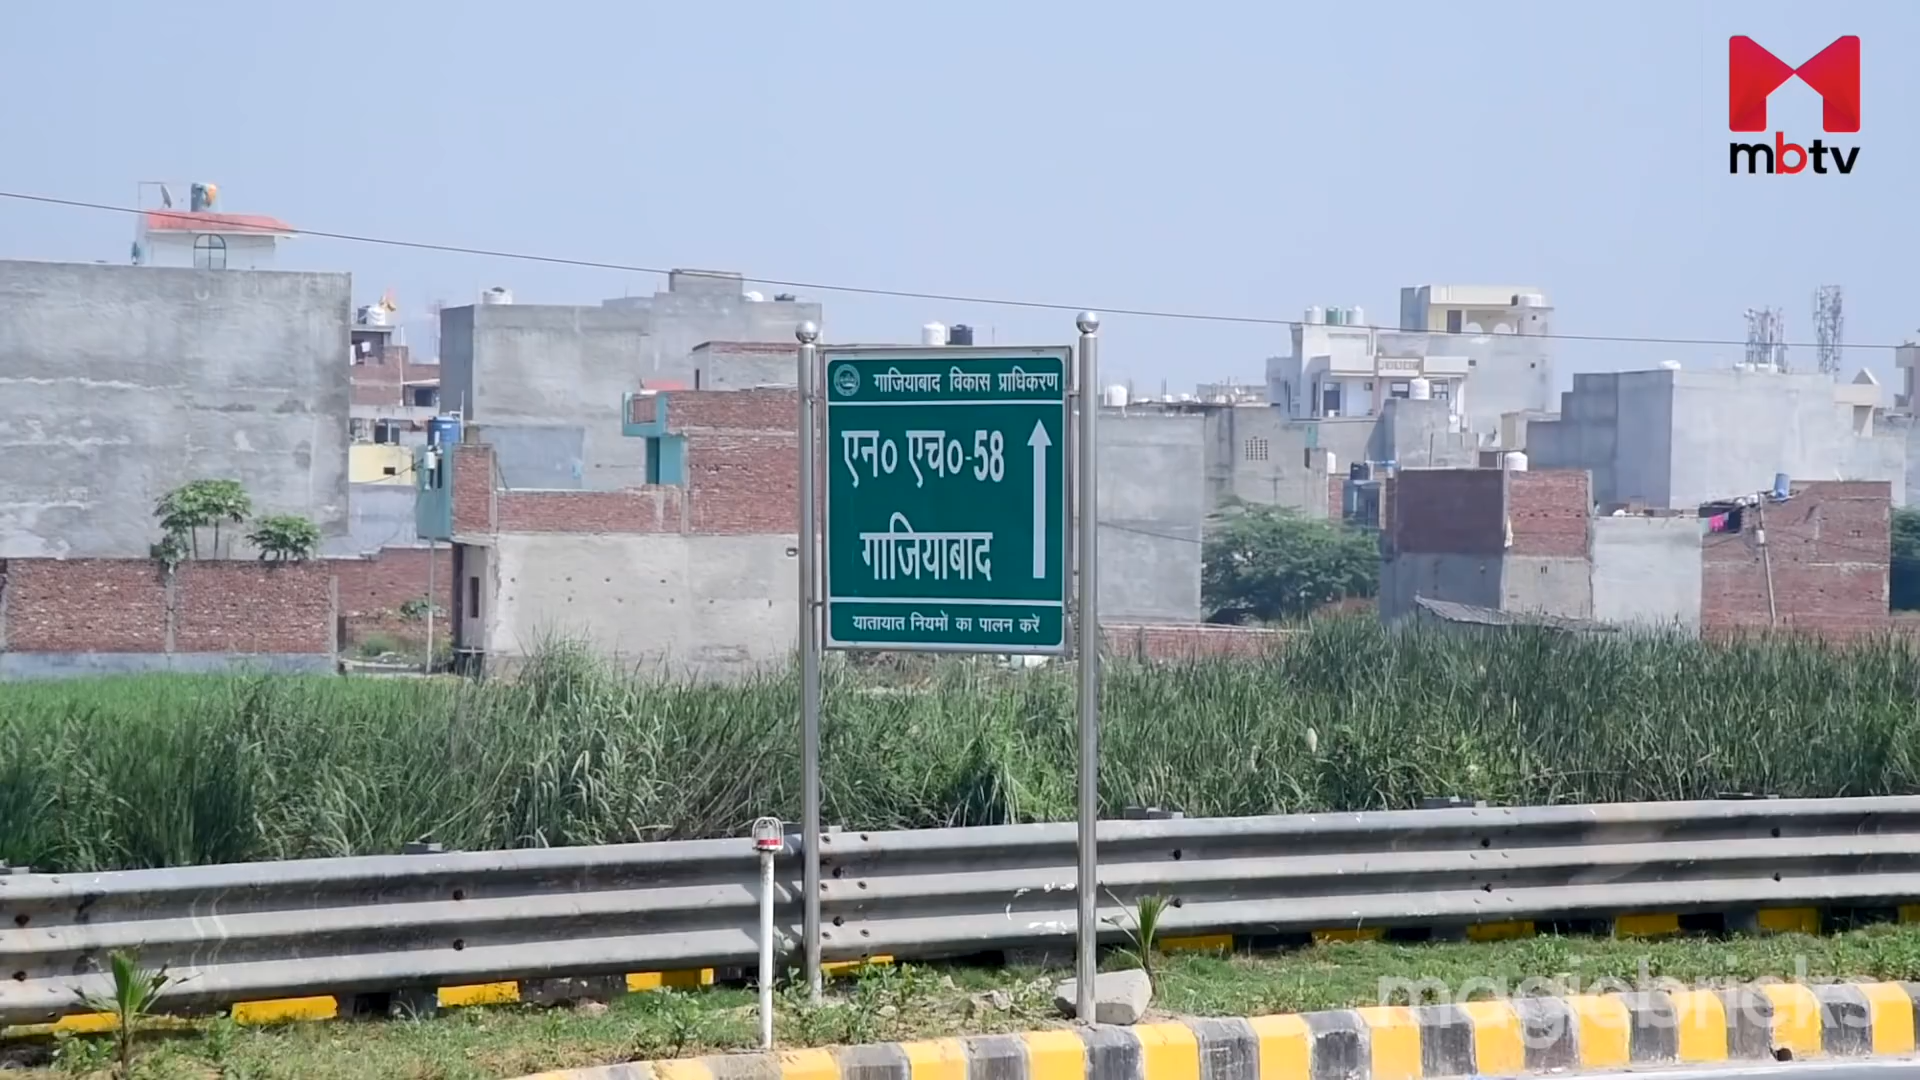 mbtv
गाजियाबाद विकास प्राधिकरण
एन० एच०-58
गाजियाबाद
यातायात नियमों का पालन करें
magicbricks